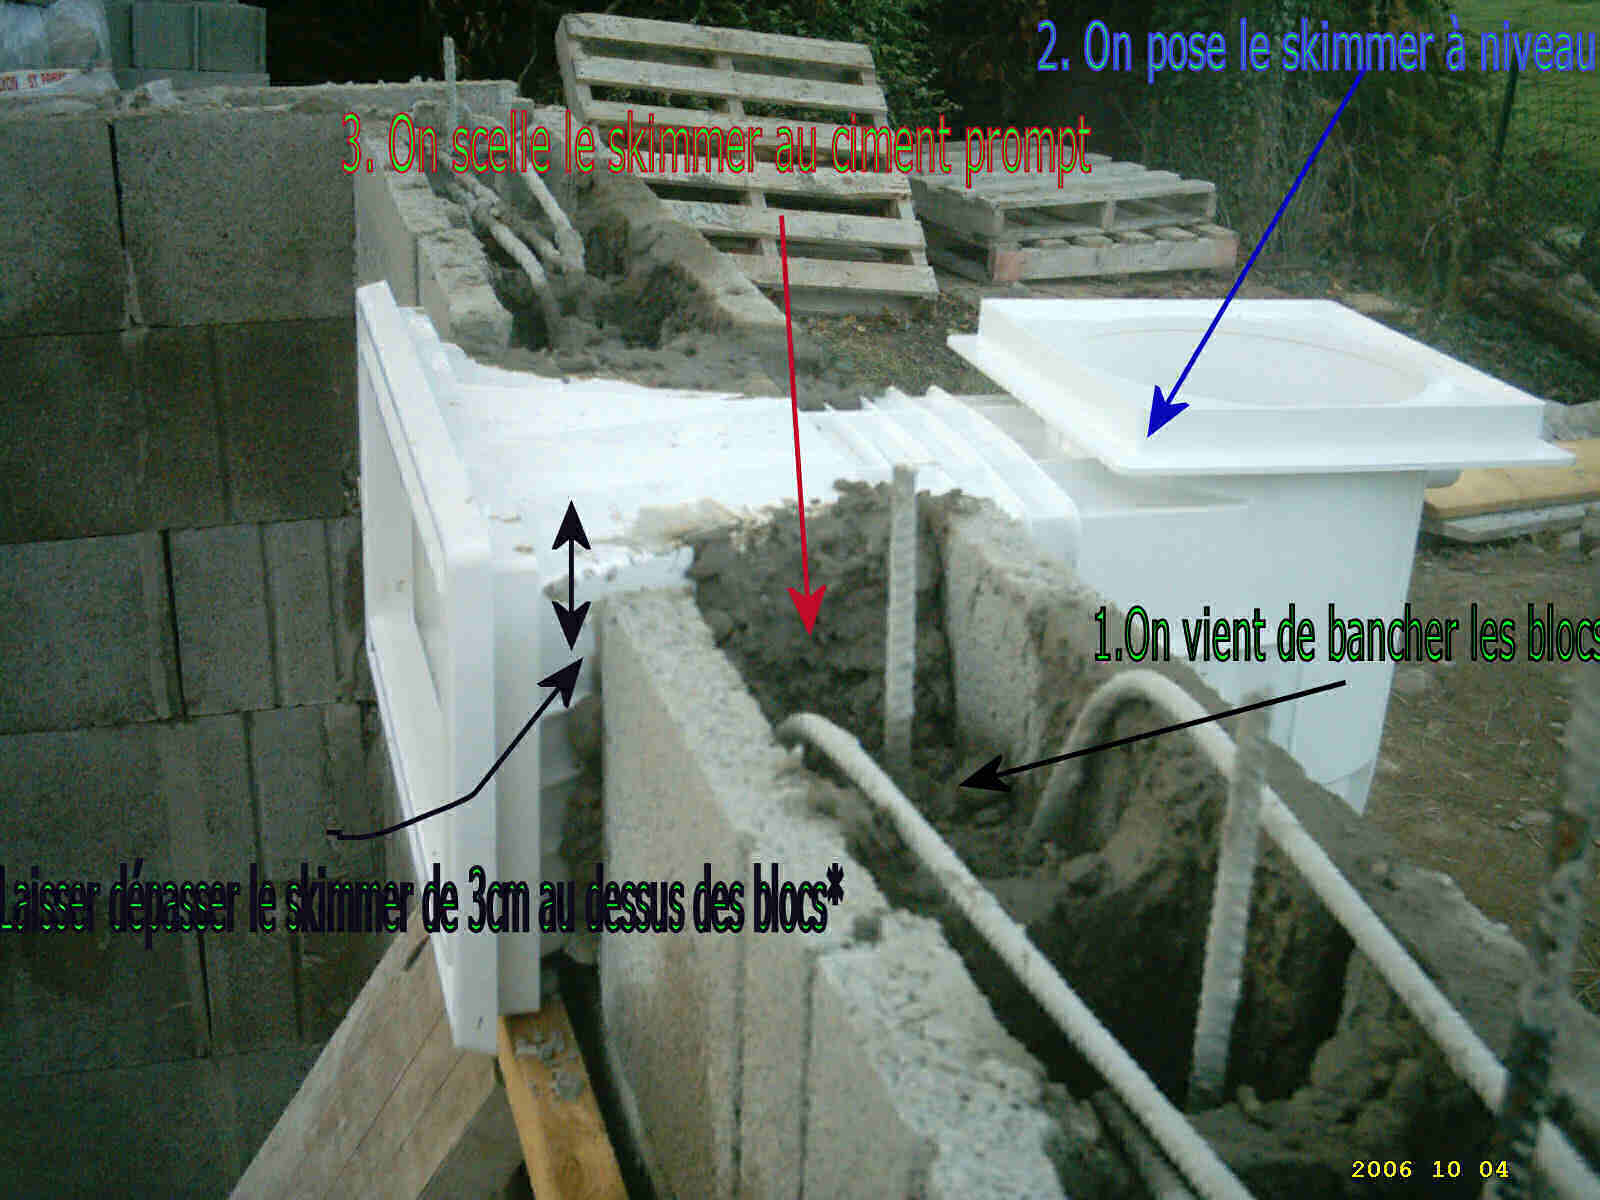 2. On pose le skimmer à niveau
3. On scelle le skimmer au ciment prompt
1.On vient de bancher les blocs
Laisser dépasser le skimmer de 3cm au dessus des blocs*
2006 10 04